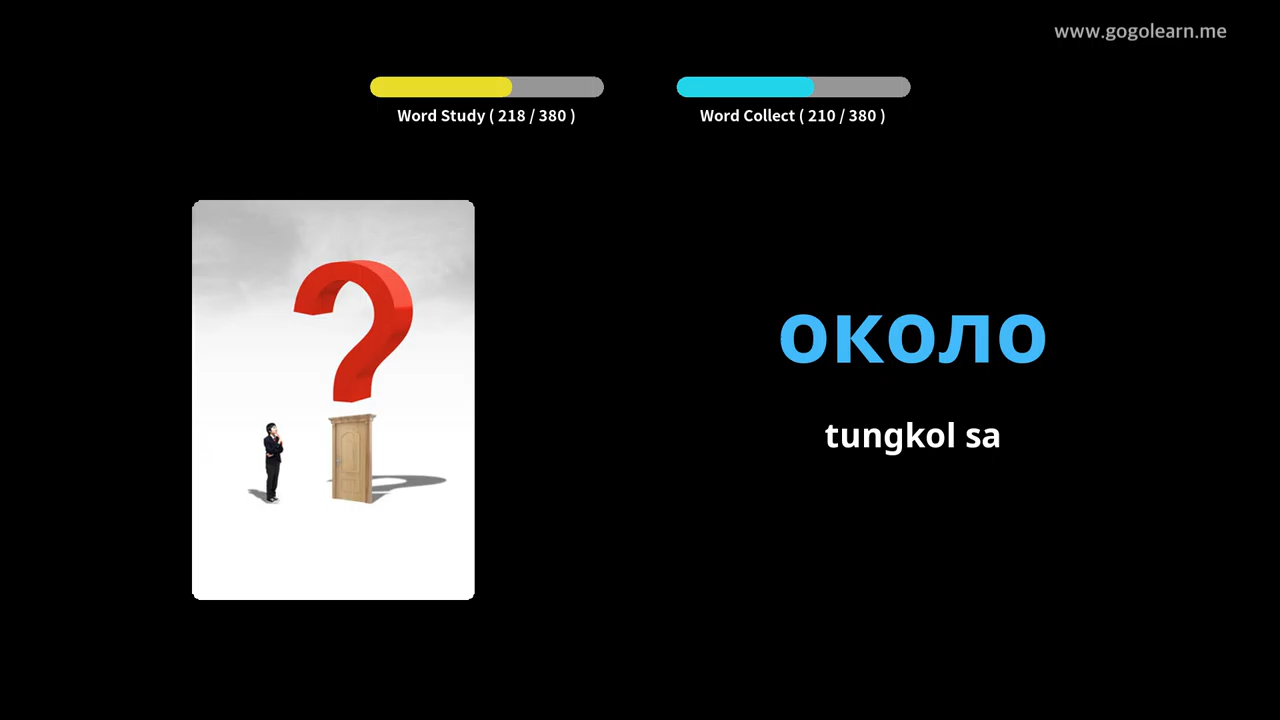 www.gogolearn.me
Word Study ( 218 / 380 )
Word Collect ( 210 / 380 )
около
tungkol sa